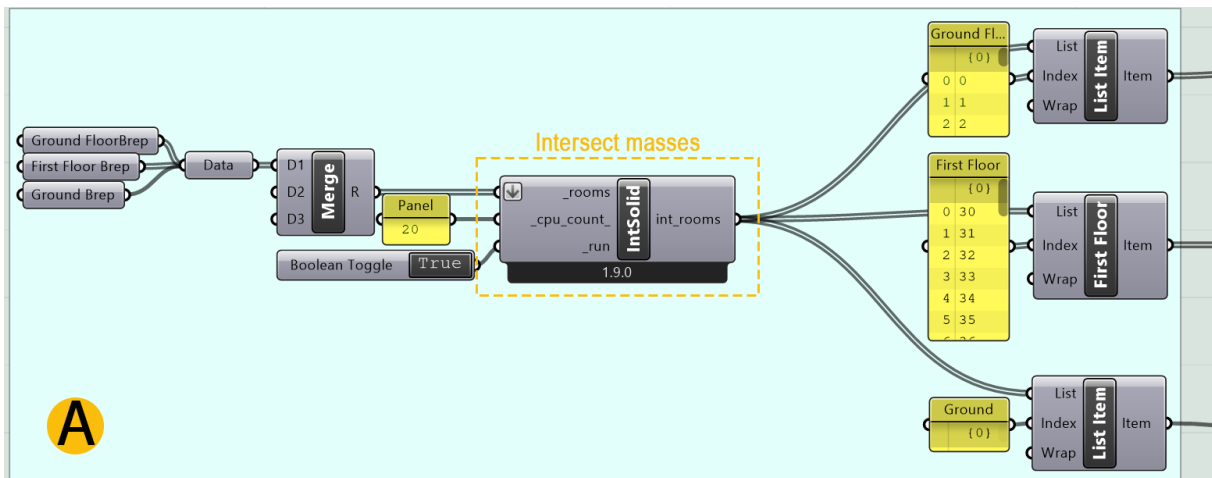 Ground FloorBrep
First Floor Brep
Ground Brep
Data
D1
D2
D3
Merge
R
Panel
20
Boolean Toggle
True
Intersect masses
_rooms
_cpu_count_
_run
IntSolid
int_rooms
1.9.0
Ground Fl...
{0}
0 0
1 1
2 2
List
Index
Wrap
List Item
Item
First Floor
{0}
0 30
1 31
2 32
3 33
4 34
5 35
List
Index
Wrap
First Floor
Item
Ground
{0}
List
Index
Wrap
List Item
Item
A